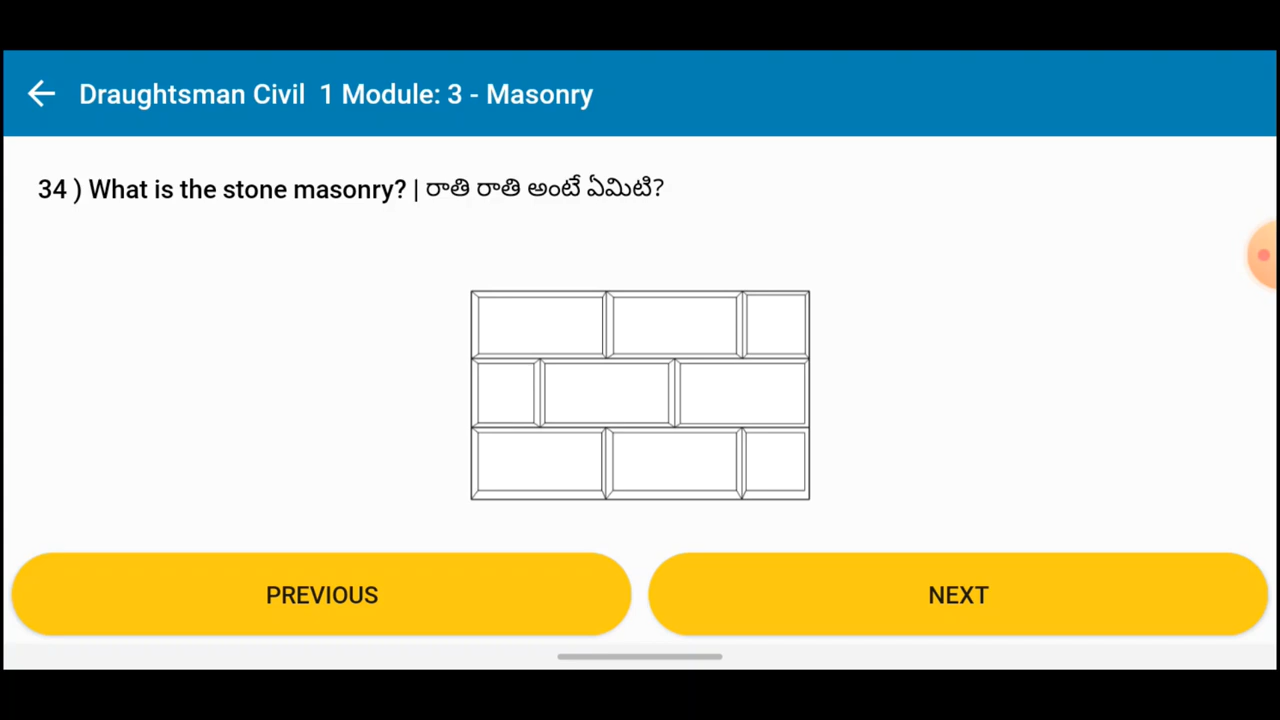 Draughtsman Civil 1 Module: 3 - Masonry
34 ) What is the stone masonry? | రాతి రాతి అంటే ఏమిటి?
PREVIOUS
NEXT